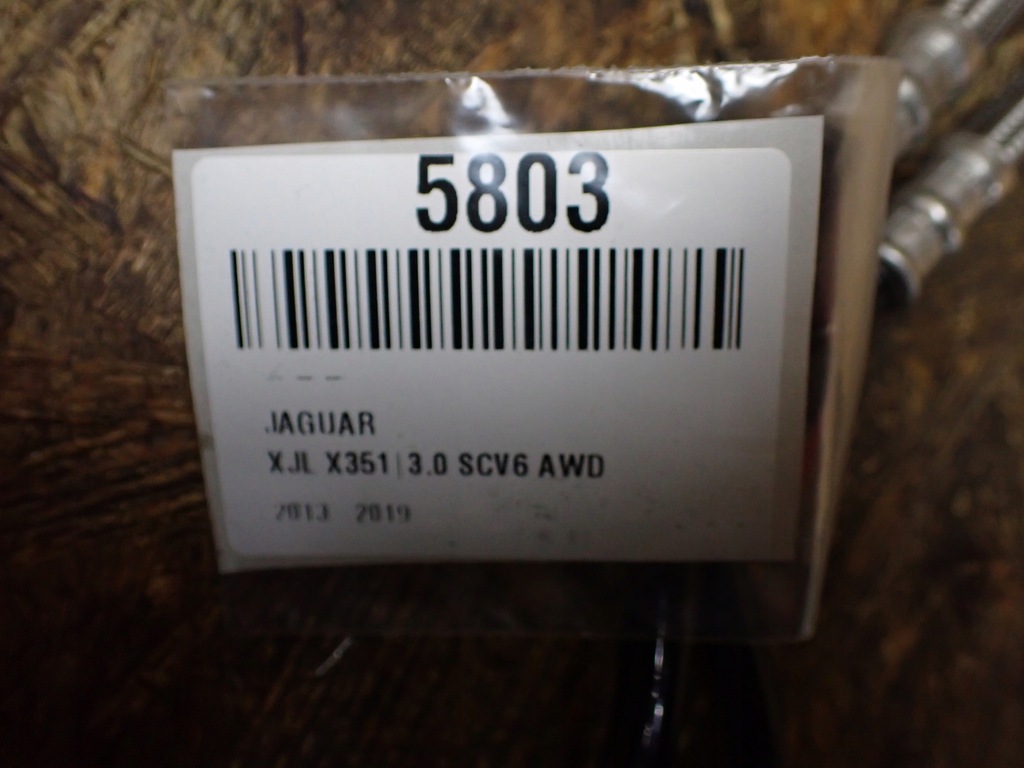 5803
JAGUAR
XJL X351|3.0 SCV6 AWD
2013 2019